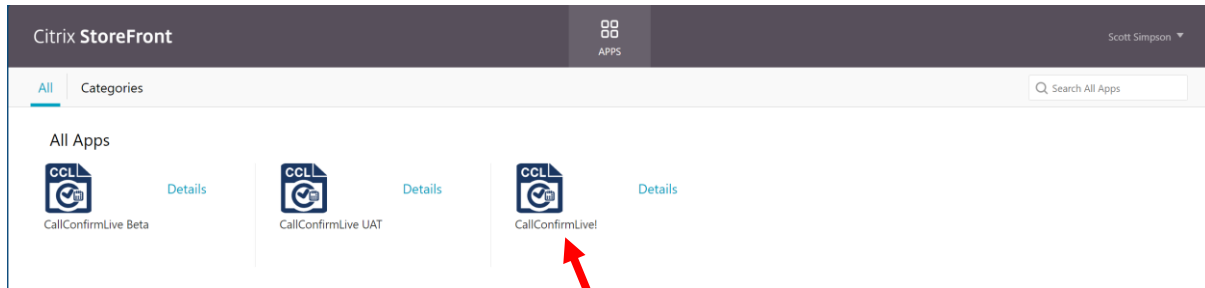 Citrix StoreFront
APPS
Scott Simpson
All Categories
Search All Apps
All Apps
CCL Details
CCL Details
CCL Details
CallConfirmLive Beta
CallConfirmLive UAT
CallConfirmLive!